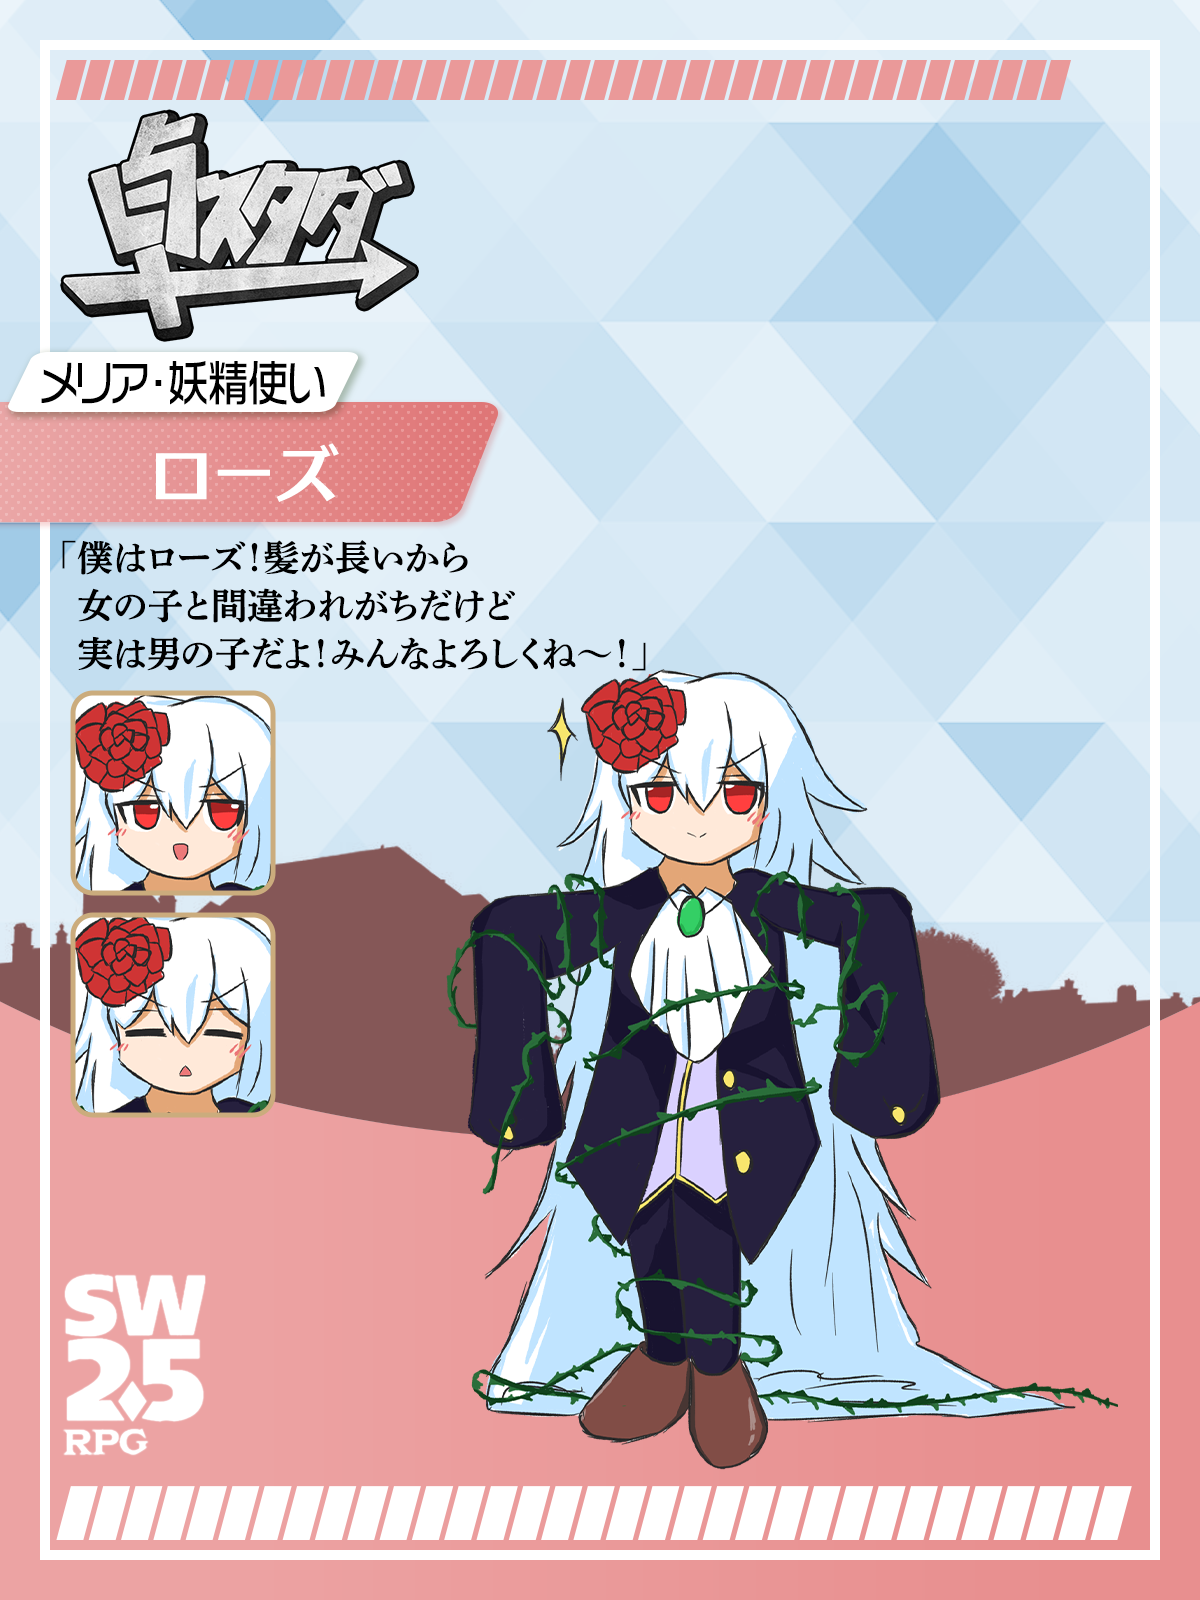 卓スタダ
メリア・妖精使い
ローズ
「僕はローズ！髪が長いから
女の子と間違われがちだけど
実は男の子だよ！みんなよろしくね～！」
SW
2.5
RPG